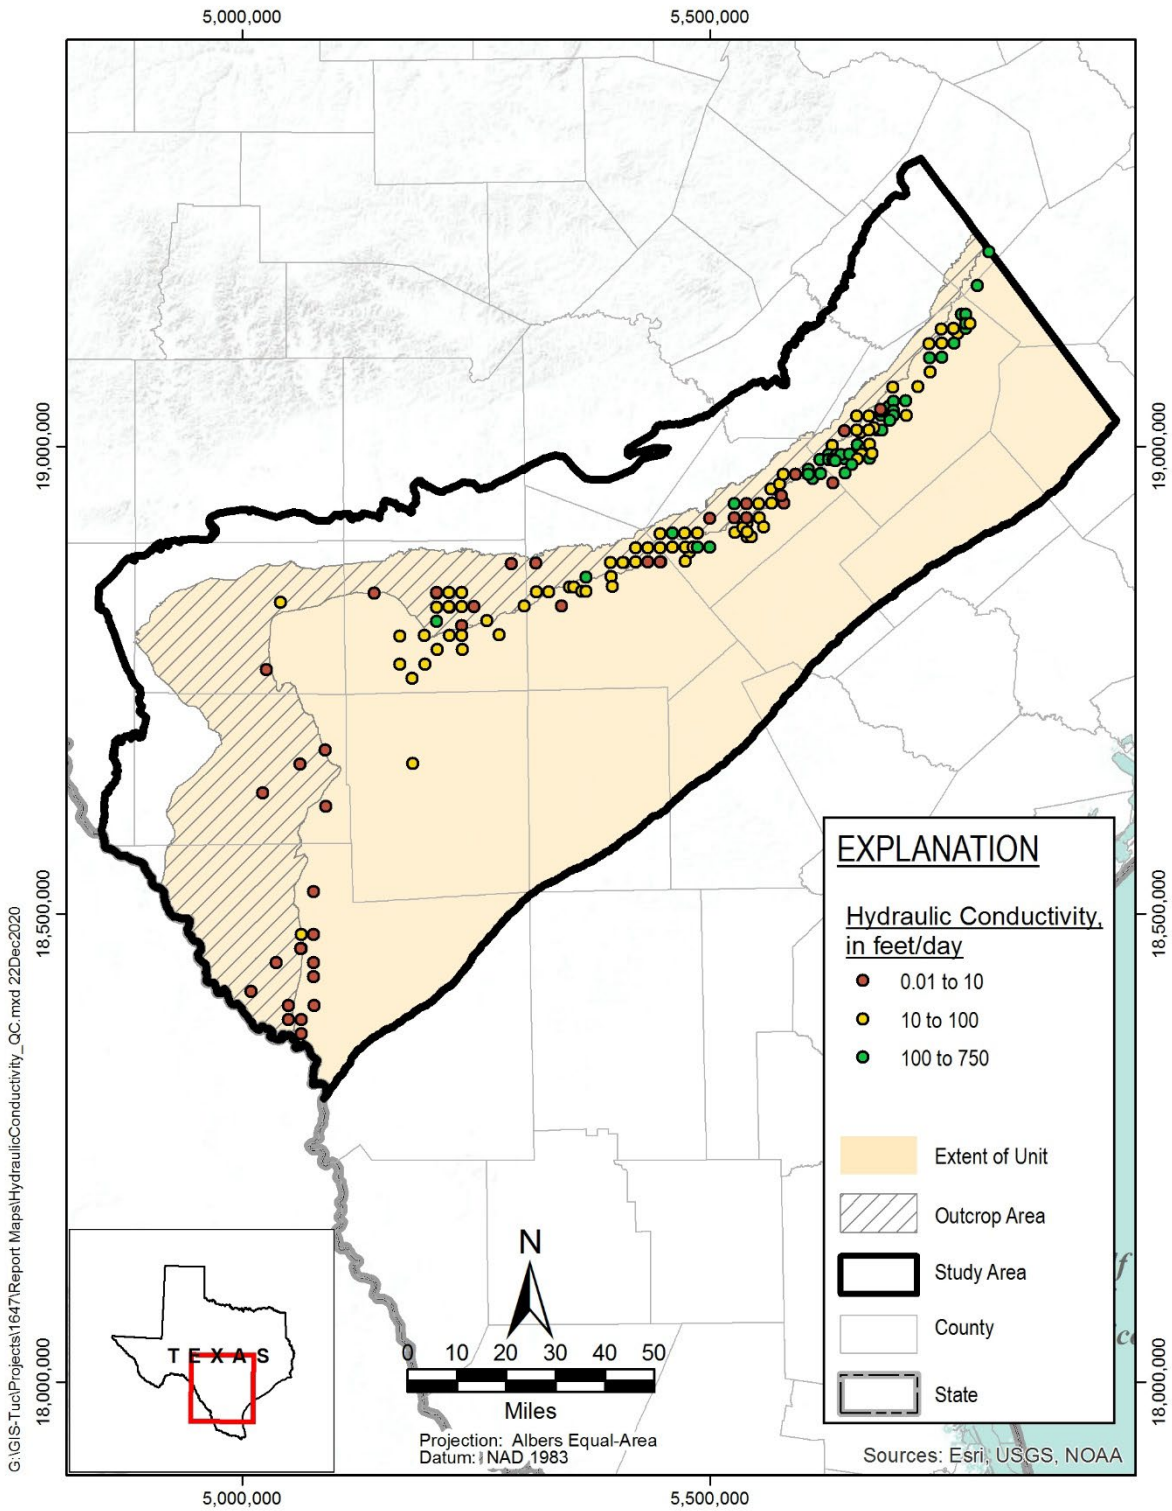 5,000,000
5,500,000
19,000,000
19,000,000
18,500,000
18,500,000
18,000,000
18,000,000
G:\GIS-Tuc\Projects\1647\Report Maps\HydraulicConductivity_QC.mxd 22Dec2020
EXPLANATION
Hydraulic Conductivity,
in feet/day
0.01 to 10
10 to 100
100 to 750
Extent of Unit
Outcrop Area
Study Area
County
State
TEXAS
N
0 10 20 30 40 50
Miles
Projection: Albers Equal-Area
Datum: NAD 1983
Sources: Esri, USGS, NOAA
5,000,000
5,500,000